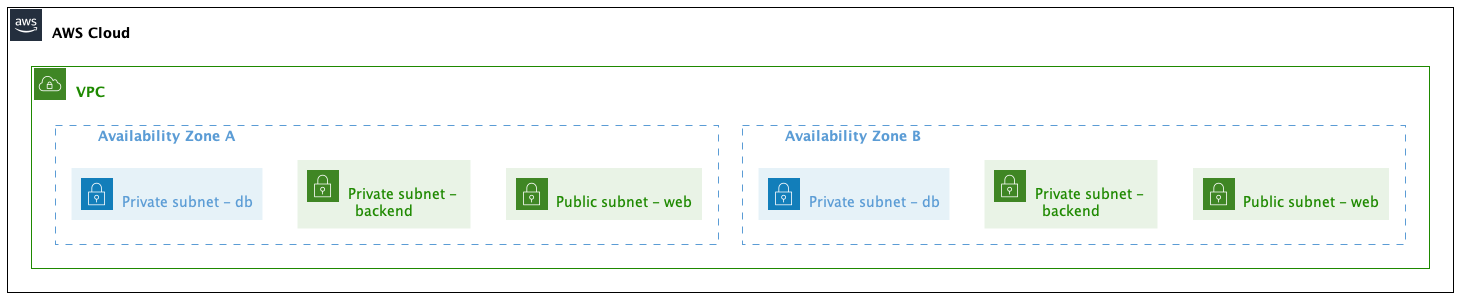 aws
AWS Cloud
VPC
Availability Zone A
Private subnet – db
Private subnet –
backend
Public subnet – web
Availability Zone B
Private subnet – db
Private subnet –
backend
Public subnet – web